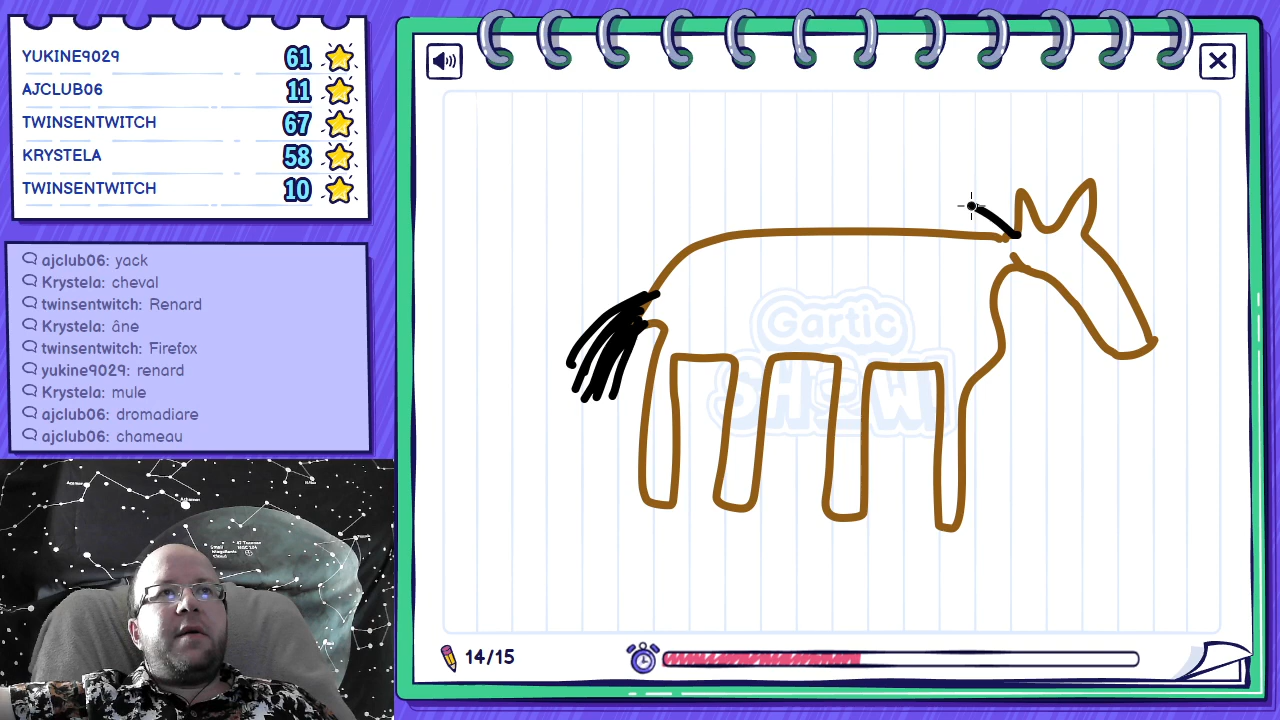 YUKINE9029 61
AJCLUB06 11
TWINSENTWITCH 67
KRYSTELA 58
TWINSENTWITCH 10
ajclub06: yack
Krystela: cheval
twinsentwitch: Renard
Krystela: âne
twinsentwitch: Firefox
yukine9029: renard
Krystela: mule
ajclub06: dromadiare
ajclub06: chameau
Gartic
SHOW!
14/15